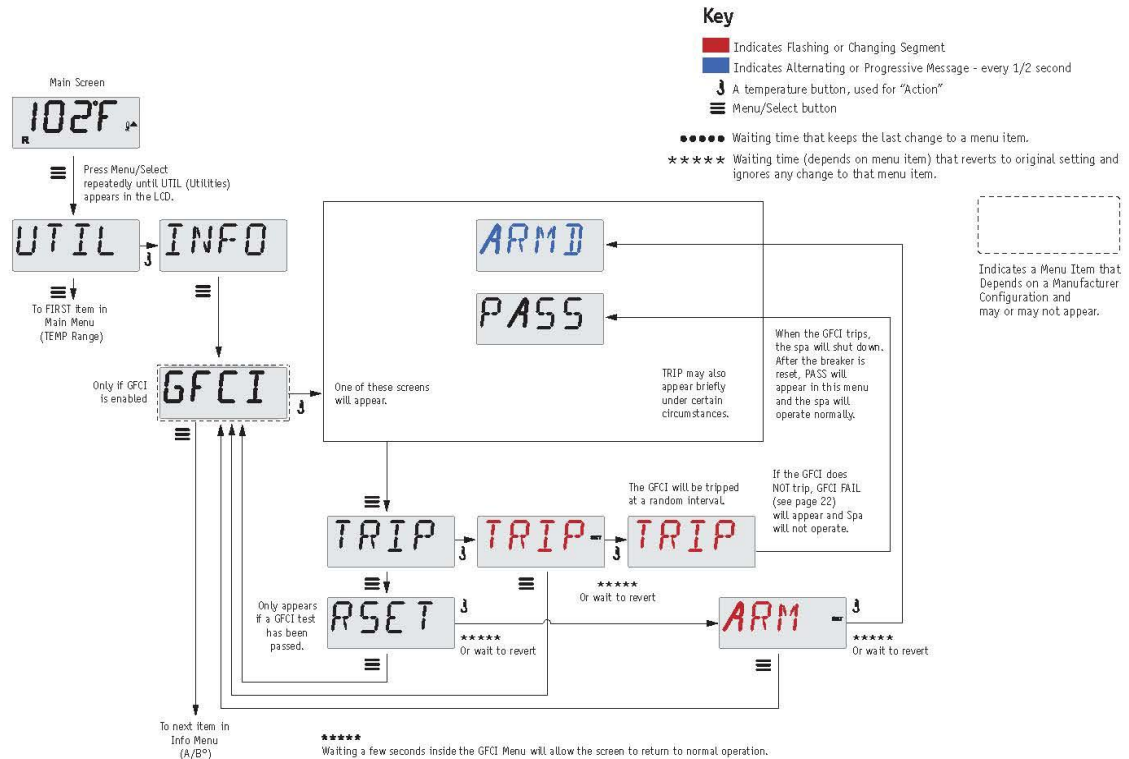 Key
Indicates Flashing or Changing Segment
Indicates Alternating or Progressive Message - every 1/2 second
A temperature button, used for "Action"
Menu/Select button
••••• Waiting time that keeps the last change to a menu item.
***** Waiting time (depends on menu item) that reverts to original setting and
ignores any change to that menu item.
Indicates a Menu Item that
Depends on a Manufacturer
Configuration and
may or may not appear.
Main Screen
102°F
R
Press Menu/Select
repeatedly until UTIL (Utilities)
appears in the LCD.
UTIL
INFO
To FIRST item in
Main Menu
(TEMP Range)
Only if GFCI
is enabled
GFCI
One of these screens
will appear.
ARMD
PASS
TRIP may also
appear briefly
under certain
circumstances.
When the GFCI trips,
the spa will shut down.
After the breaker is
reset, PASS will
appear in this menu
and the spa will
operate normally.
The GFCI will be tripped
at a random interval.
If the GFCI does
NOT trip, GFCI FAIL
(see page 22)
will appear and Spa
will not operate.
TRIP
TRIP
TRIP
*****
Or wait to revert
Only appears
if a GFCI test
has been
passed.
RSET
*****
Or wait to revert
ARM
*****
Or wait to revert
To next item in
Info Menu
(A/B°)
*****
Waiting a few seconds inside the GFCI Menu will allow the screen to return to normal operation.